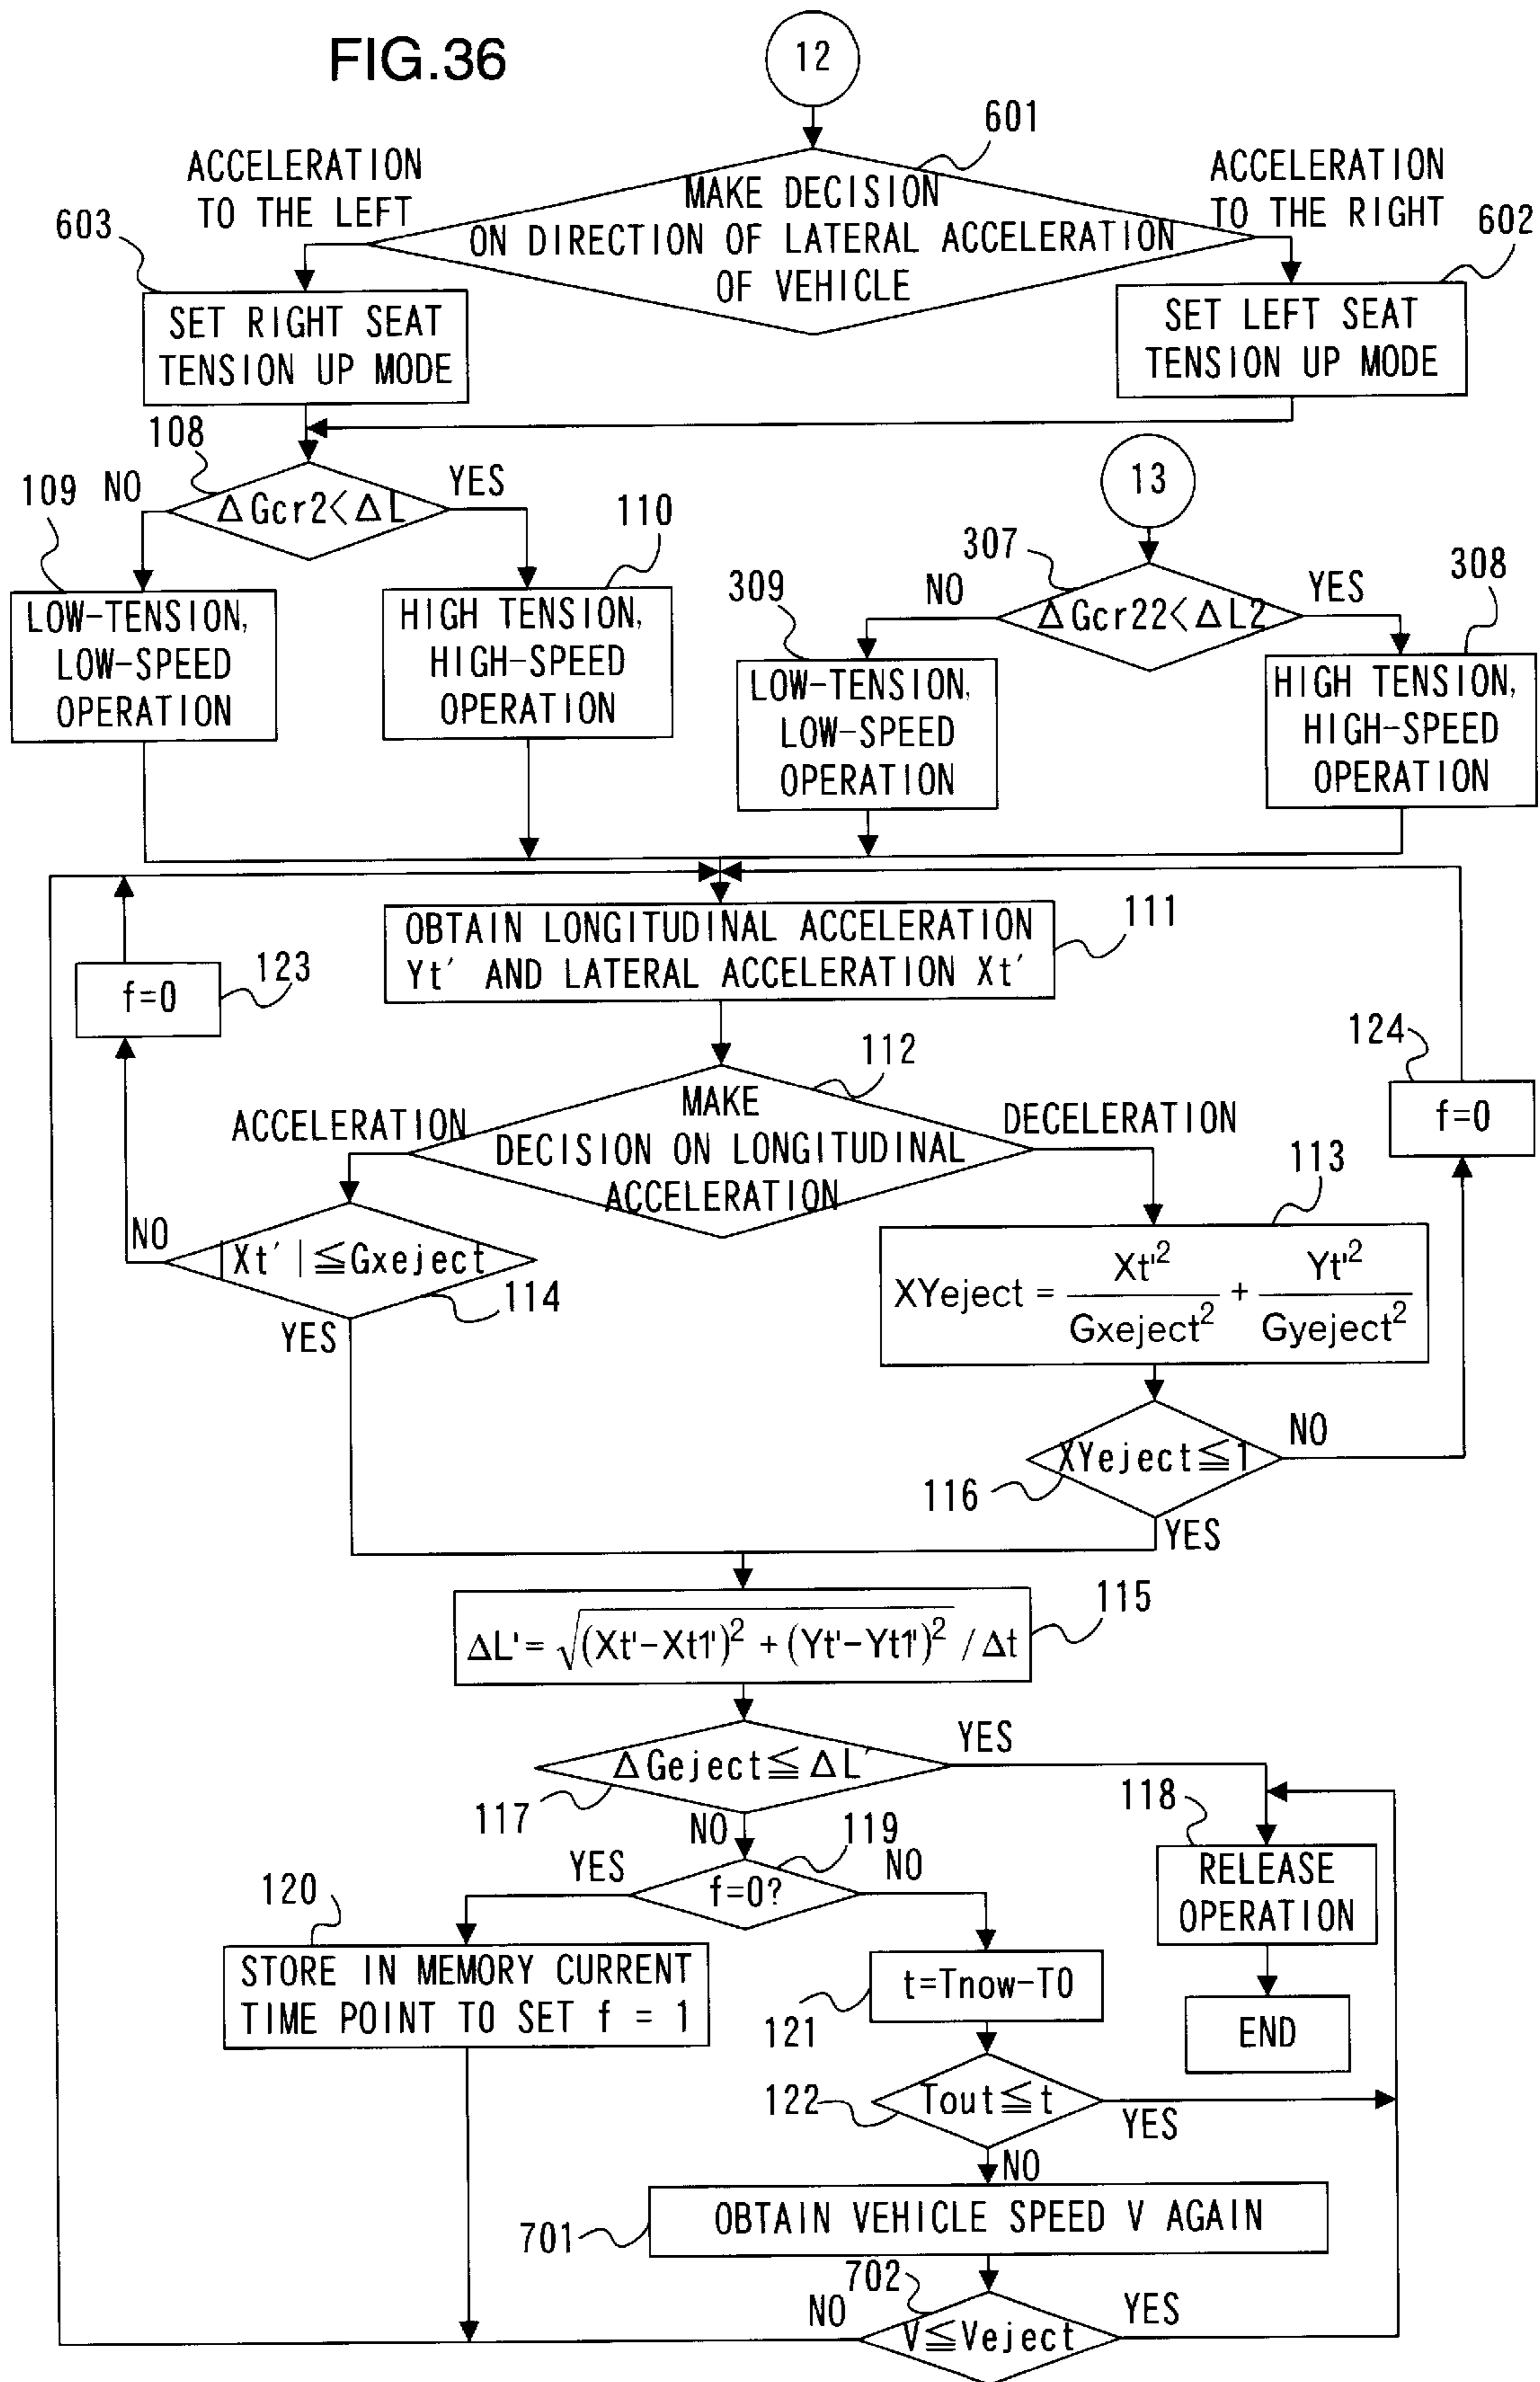 FIG.36
12
601
ACCELERATION
TO THE LEFT
ACCELERATION
TO THE RIGHT
MAKE DECISION
ON DIRECTION OF LATERAL ACCELERATION
OF VEHICLE
603
602
SET RIGHT SEAT
TENSION UP MODE
SET LEFT SEAT
TENSION UP MODE
108
ΔGcr2<ΔL
NO
YES
109
110
LOW-TENSION,
LOW-SPEED
OPERATION
HIGH TENSION,
HIGH-SPEED
OPERATION
13
307
ΔGcr22<ΔL2
NO
YES
309
308
LOW-TENSION,
LOW-SPEED
OPERATION
HIGH TENSION,
HIGH-SPEED
OPERATION
OBTAIN LONGITUDINAL ACCELERATION
Yt′ AND LATERAL ACCELERATION Xt′
111
f=0
123
112
MAKE
DECISION ON LONGITUDINAL
ACCELERATION
ACCELERATION
DECELERATION
124
f=0
113
NO
|Xt′|≦Gxeject
114
YES
XYeject = Xt'² / Gxeject² + Yt'² / Gyeject²
XYeject≦1
NO
116
YES
ΔL'= √(Xt'-Xt1')² + (Yt'-Yt1')² / Δt
115
ΔGeject≦ΔL′
YES
117
NO
118
119
f=0?
YES
NO
RELEASE
OPERATION
120
STORE IN MEMORY CURRENT
TIME POINT TO SET f = 1
t=Tnow-T0
121
END
Tout≦t
122
YES
NO
OBTAIN VEHICLE SPEED V AGAIN
701
702
V≦Veject
NO
YES